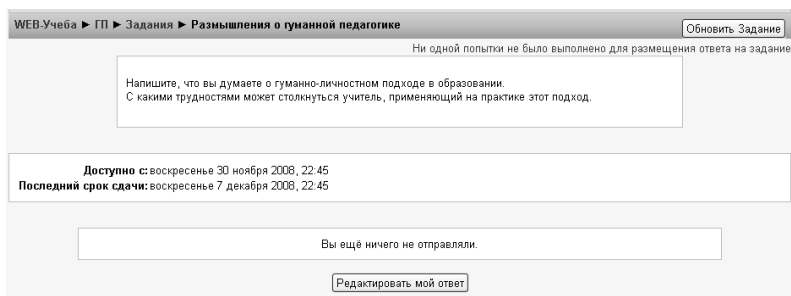 WEB-Учеба ► ГП ► Задания ► Размышления о гуманной педагогике
Обновить Задание
Ни одной попытки не было выполнено для размещения ответа на задание
Напишите, что вы думаете о гуманно-личностном подходе в образовании.
С какими трудностями может столкнуться учитель, применяющий на практике этот подход.
Доступно с: воскресенье 30 ноября 2008, 22:45
Последний срок сдачи: воскресенье 7 декабря 2008, 22:45
Вы ещё ничего не отправляли.
Редактировать мой ответ